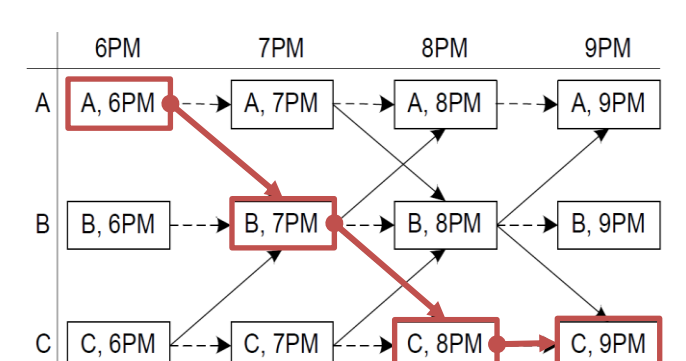 6PM 7PM 8PM 9PM
A A, 6PM A, 7PM A, 8PM A, 9PM
B B, 6PM B, 7PM B, 8PM B, 9PM
C C, 6PM C, 7PM C, 8PM C, 9PM